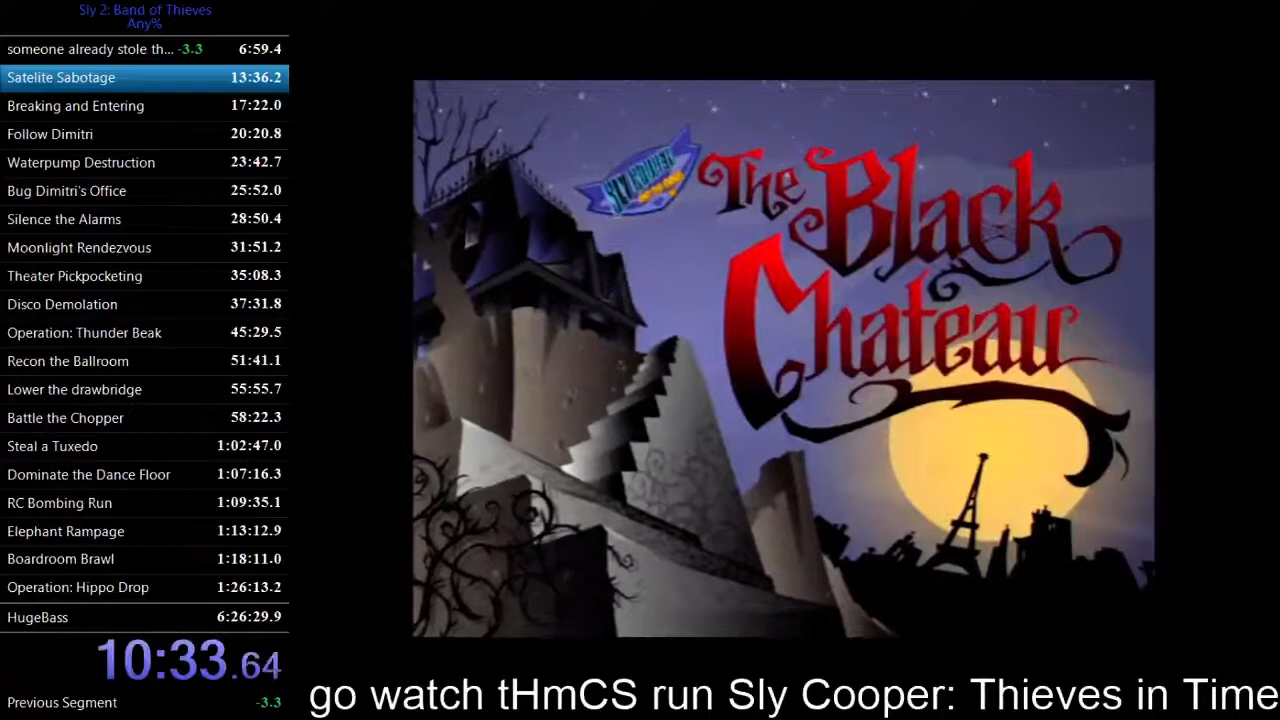 Sly 2: Band of Thieves
Any%
someone already stole th... -3.3 6:59.4
Satelite Sabotage 13:36.2
Breaking and Entering 17:22.0
Follow Dimitri 20:20.8
Waterpump Destruction 23:42.7
Bug Dimitri's Office 25:52.0
Silence the Alarms 28:50.4
Moonlight Rendezvous 31:51.2
Theater Pickpocketing 35:08.3
Disco Demolation 37:31.8
Operation: Thunder Beak 45:29.5
Recon the Ballroom 51:41.1
Lower the drawbridge 55:55.7
Battle the Chopper 58:22.3
Steal a Tuxedo 1:02:47.0
Dominate the Dance Floor 1:07:16.3
RC Bombing Run 1:09:35.1
Elephant Rampage 1:13:12.9
Boardroom Brawl 1:18:11.0
Operation: Hippo Drop 1:26:13.2
HugeBass 6:26:29.9
10:33.64
Previous Segment -3.3
The Black
Chateau
go watch tHmCS run Sly Cooper: Thieves in Time